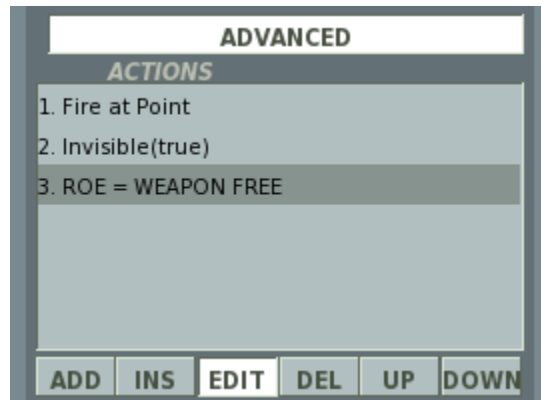 ADVANCED
ACTIONS
1. Fire at Point
2. Invisible(true)
3. ROE = WEAPON FREE
ADD INS EDIT DEL UP DOWN